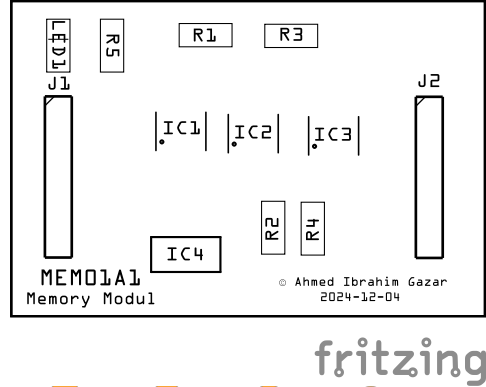 LED1
R5
R1
R3
J1
J2
IC1
IC2
IC3
R2
R4
IC4
MEMO1A1
Memory Modul
© Ahmed Ibrahim Gazar
2024-12-04
fritzing